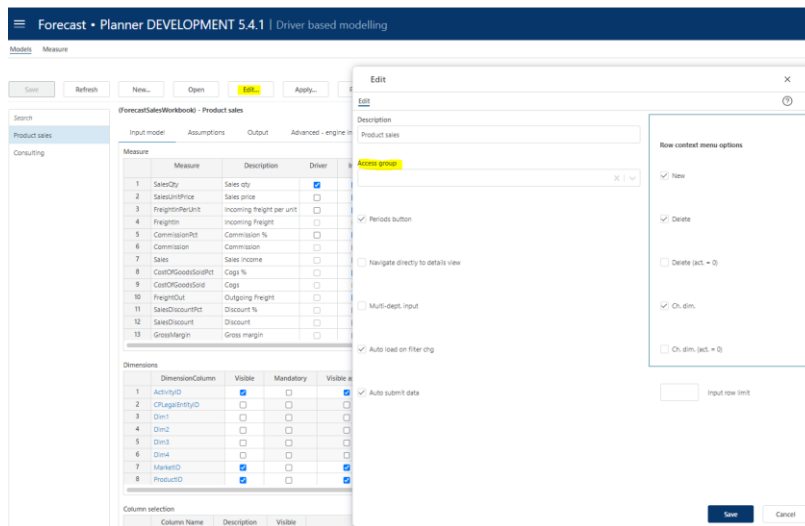 Forecast • Planner DEVELOPMENT 5.4.1 | Driver based modelling
Models Measure
Save Refresh New... Open Edit... Apply...
Search
Product sales
Consulting
(ForecastSalesWorkbook) - Product sales
Input model Assumptions Output Advanced - engine in
Measure
Measure Description Driver
1 SalesQty Sales qty
2 SalesUnitPrice Sales price
3 FreightInPerUnit Incoming freight per unit
4 FreightIn Incoming Freight
5 CommissionPct Commission %
6 Commission Commission
7 Sales Sales income
8 CostOfGoodsSoldPct Cogs %
9 CostOfGoodsSold Cogs
10 FreightOut Outgoing Freight
11 SalesDiscountPct Discount %
12 SalesDiscount Discount
13 GrossMargin Gross margin
Dimensions
DimensionColumn Visible Mandatory Visible a
1 ActivityID
2 CPLegalEntityID
3 Dim1
4 Dim2
5 Dim3
6 Dim4
7 MarketID
8 ProductID
Column selection
Column Name Description Visible
Edit
Edit
Description
Product sales
Access group
Periods button
Navigate directly to details view
Multi-dept. input
Auto load on filter chg
Auto submit data
Row context menu options
New
Delete
Delete (act. = 0)
Ch. dim.
Ch. dim. (act. = 0)
Input row limit
Save Cancel